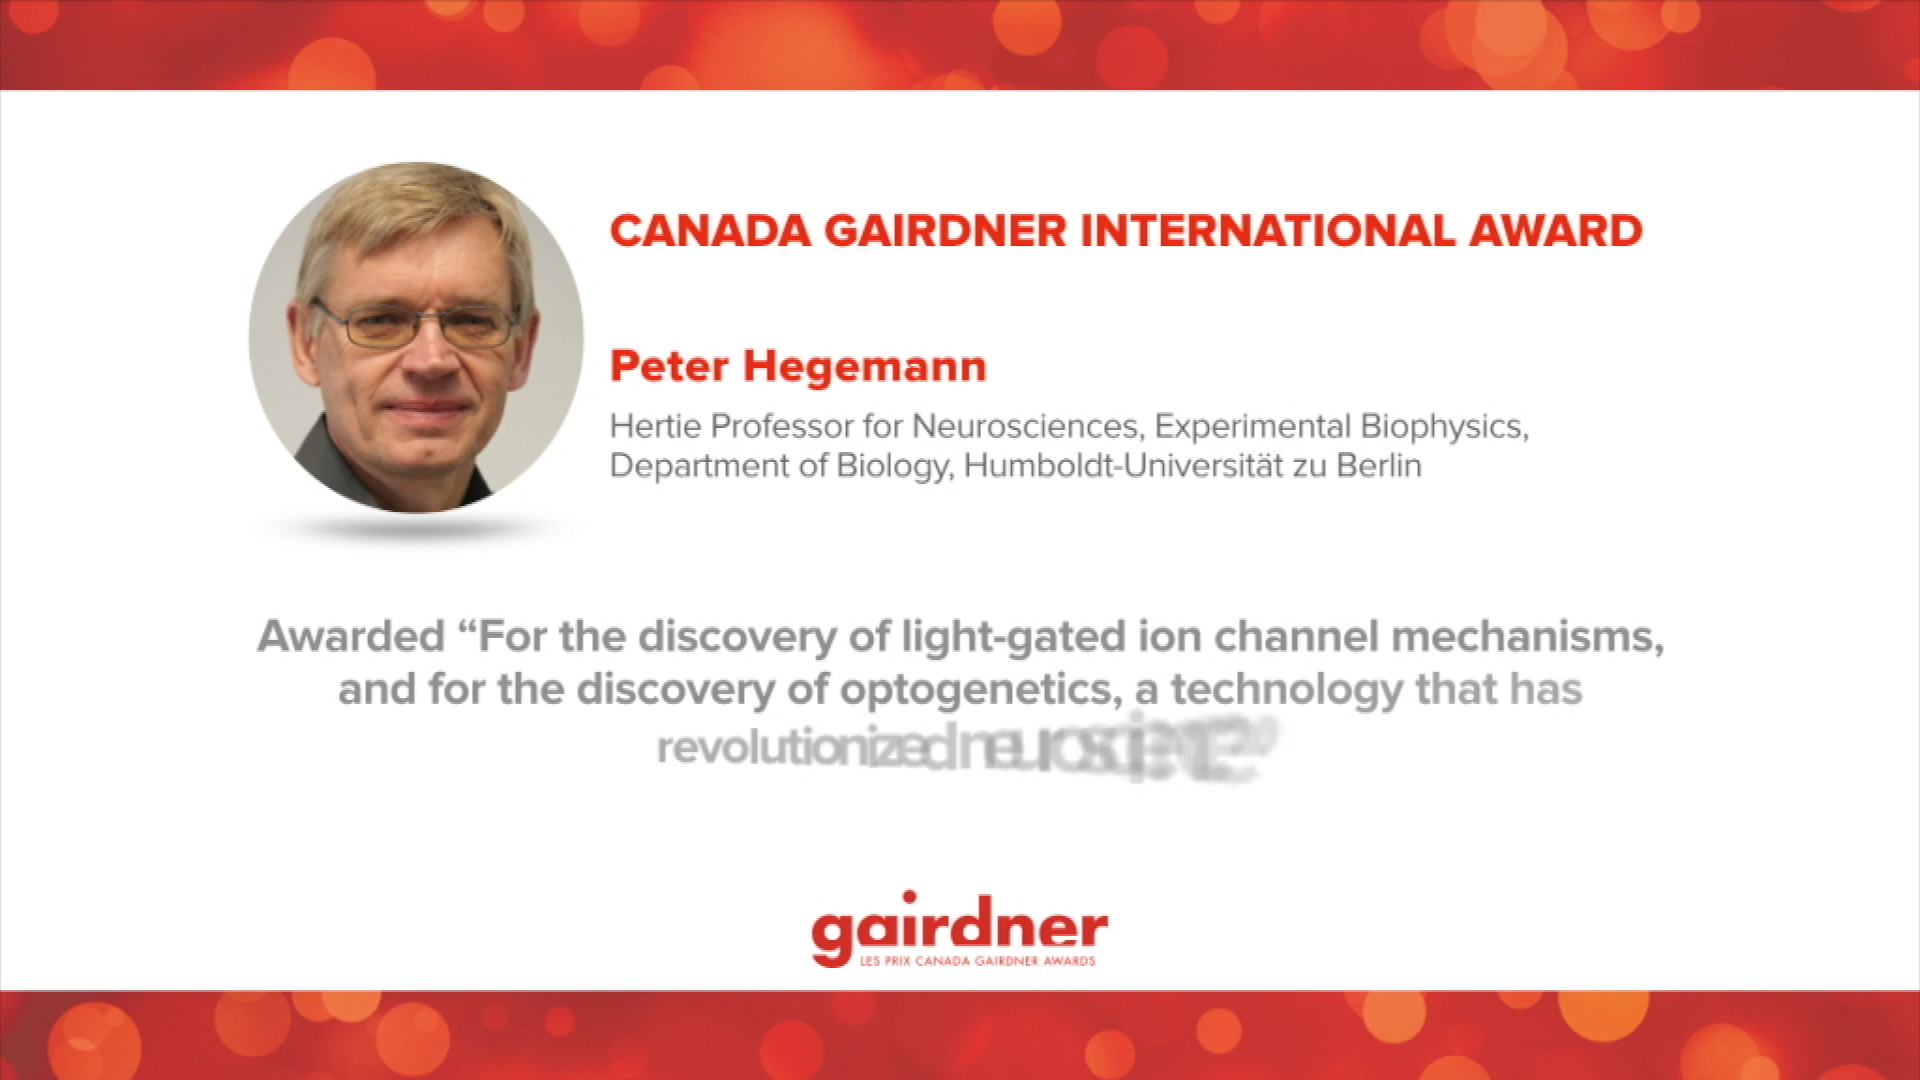 CANADA GAIRDNER INTERNATIONAL AWARD
Peter Hegemann
Hertie Professor for Neurosciences, Experimental Biophysics,
Department of Biology, Humboldt-Universität zu Berlin
Awarded “For the discovery of light-gated ion channel mechanisms,
and for the discovery of optogenetics, a technology that has
revolutionized
gairdner
LES PRIX CANADA GAIRDNER AWARDS